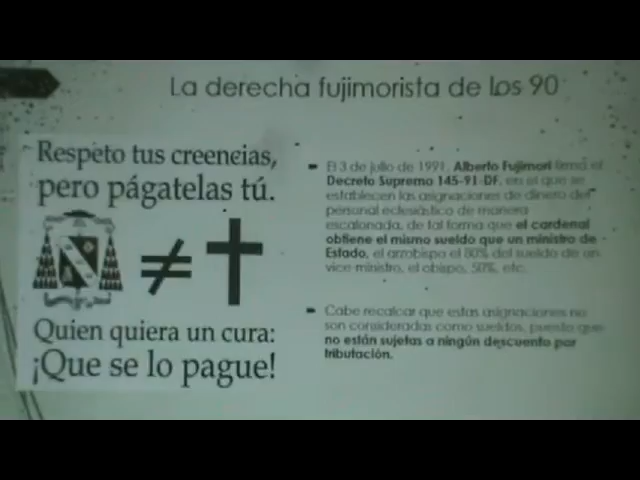 La derecha fujimorista de los 90
Respeto tus creencias,
pero págatelas tú.
≠
Quien quiera un cura:
¡Que se lo pague!
El 3 de julio de 1991, Alberto Fujimori firmó el
Decreto Supremo 145-91-DF, en el que se
establecen las asignaciones de dinero del
personal eclesiástico de manera
escalonada, de tal forma que el cardenal
obtiene el mismo sueldo que un ministro de
Estado, el arzobispo el 80% del sueldo de un
vice ministro, el obispo, 50%, etc.
Cabe recalcar que estas asignaciones no
son consideradas como sueldos, puesto que
no están sujetas a ningún descuento por
tributación.